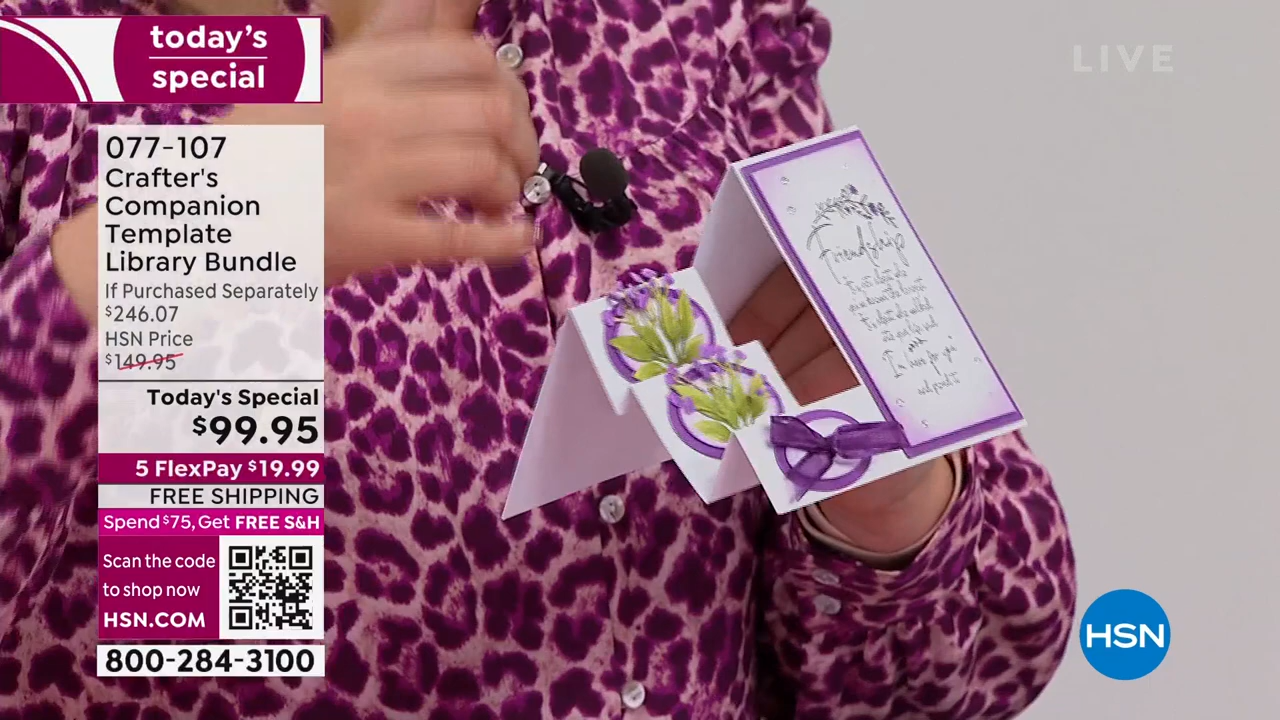 today's
special
LIVE
077-107
Crafter's
Companion
Template
Library Bundle
If Purchased Separately
$246.07
HSN Price
$149.95
Today's Special
$99.95
5 FlexPay $19.99
FREE SHIPPING
Spend $75, Get FREE S&H
Scan the code
to shop now
HSN.COM
800-284-3100
Friendship
HSN